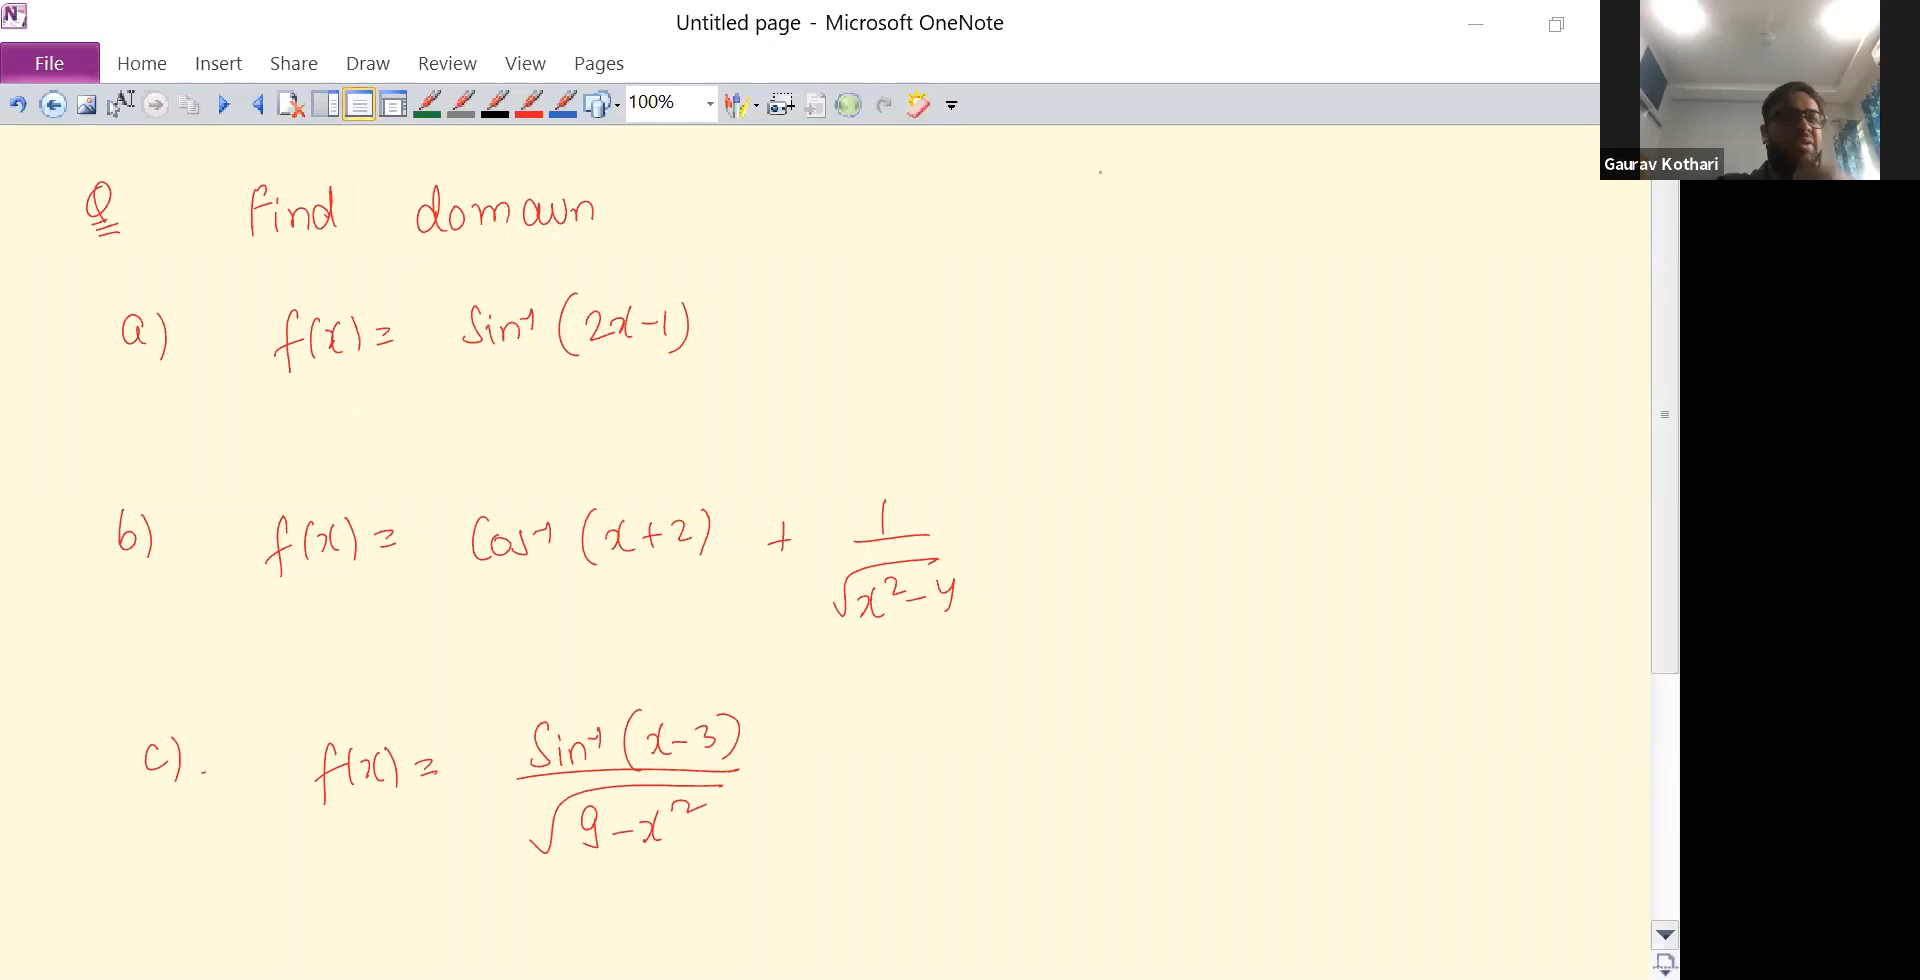 Untitled page - Microsoft OneNote
File Home Insert Share Draw Review View Pages
100%
Gaurav Kothari
Q Find domain
a) f(x) = Sin⁻¹ (2x-1)
b) f(x) = Cos⁻¹ (x+2) + 1/√(x²-4)
c). f(x) = Sin⁻¹ (x-3)/√(9-x²)